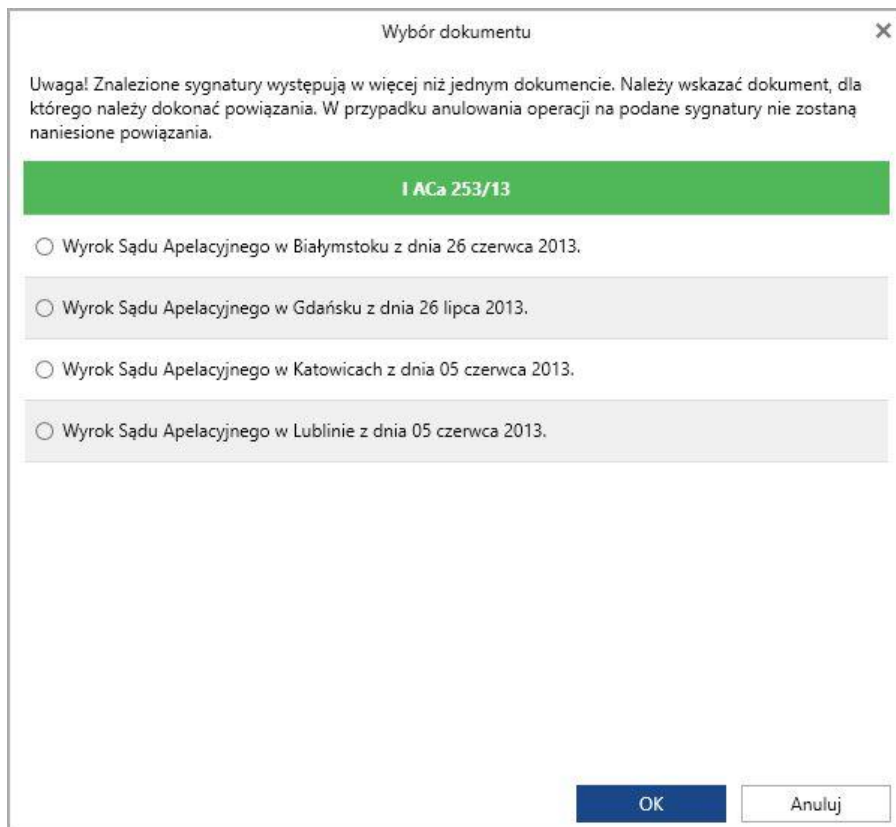 Wybór dokumentu
Uwaga! Znalezione sygnatury występują w więcej niż jednym dokumencie. Należy wskazać dokument, dla
którego należy dokonać powiązania. W przypadku anulowania operacji na podane sygnatury nie zostaną
naniesione powiązania.
I ACa 253/13
Wyrok Sądu Apelacyjnego w Białymstoku z dnia 26 czerwca 2013.
Wyrok Sądu Apelacyjnego w Gdańsku z dnia 26 lipca 2013.
Wyrok Sądu Apelacyjnego w Katowicach z dnia 05 czerwca 2013.
Wyrok Sądu Apelacyjnego w Lublinie z dnia 05 czerwca 2013.
OK Anuluj